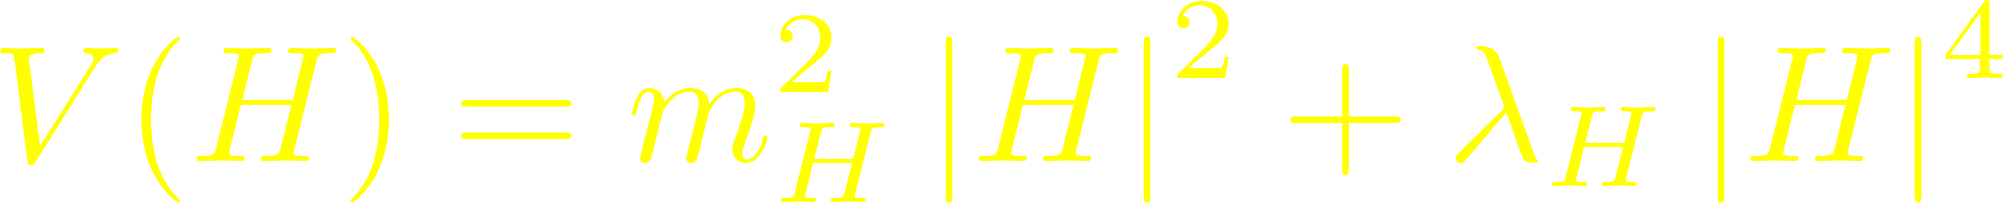 V(H) = m_H^2 |H|^2 + λ_H |H|^4